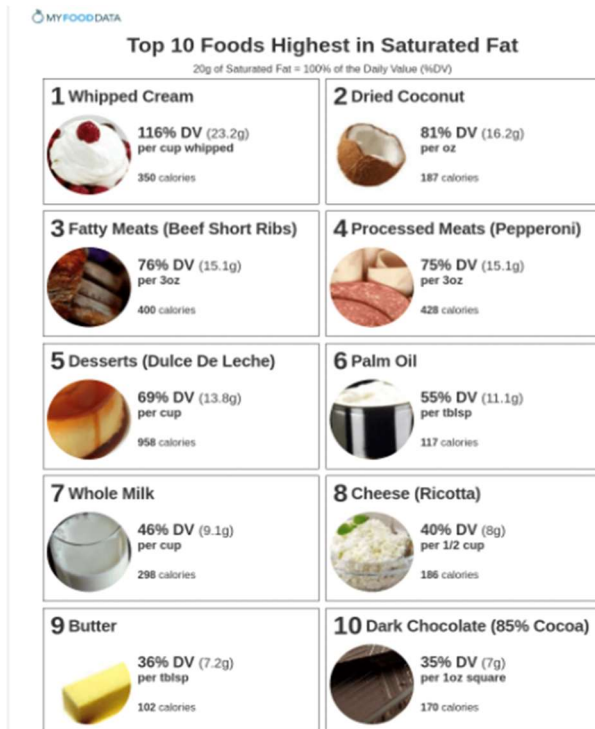 MYFOODDATA
Top 10 Foods Highest in Saturated Fat
20g of Saturated Fat = 100% of the Daily Value (%DV)
1 Whipped Cream
116% DV (23.2g)
per cup whipped
350 calories
2 Dried Coconut
81% DV (16.2g)
per oz
187 calories
3 Fatty Meats (Beef Short Ribs)
76% DV (15.1g)
per 3oz
400 calories
4 Processed Meats (Pepperoni)
75% DV (15.1g)
per 3oz
428 calories
5 Desserts (Dulce De Leche)
69% DV (13.8g)
per cup
958 calories
6 Palm Oil
55% DV (11.1g)
per tblsp
117 calories
7 Whole Milk
46% DV (9.1g)
per cup
298 calories
8 Cheese (Ricotta)
40% DV (8g)
per 1/2 cup
186 calories
9 Butter
36% DV (7.2g)
per tblsp
102 calories
10 Dark Chocolate (85% Cocoa)
35% DV (7g)
per 1oz square
170 calories